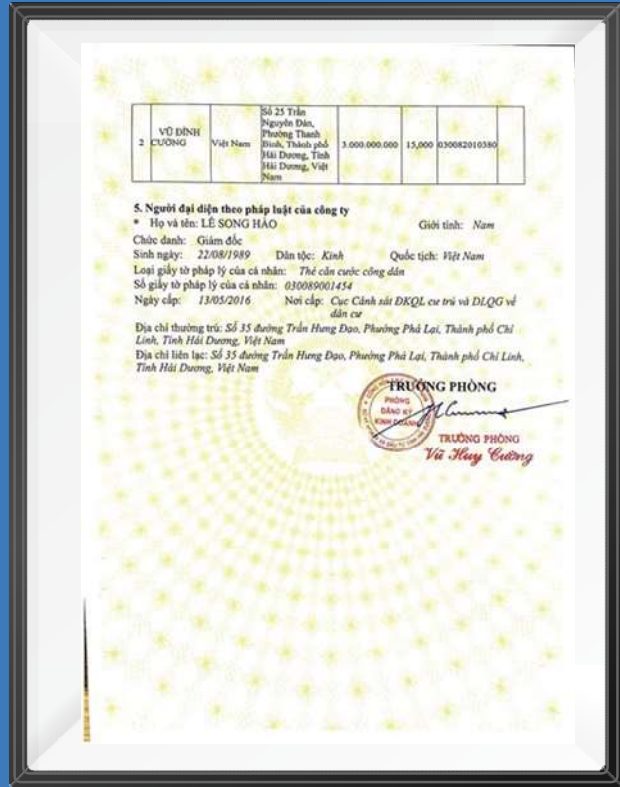 2 VŨ ĐÌNH CƯỜNG Việt Nam Số 25 Trần Nguyên Đán, Phường Thanh Bình, Thành phố Hải Dương, Tỉnh Hải Dương, Việt Nam 3.000.000.000 15,000 030082010380
5. Người đại diện theo pháp luật của công ty
* Họ và tên: LÊ SONG HÀO Giới tính: Nam
Chức danh: Giám đốc
Sinh ngày: 22/08/1989 Dân tộc: Kinh Quốc tịch: Việt Nam
Loại giấy tờ pháp lý của cá nhân: Thẻ căn cước công dân
Số giấy tờ pháp lý của cá nhân: 030089001454
Ngày cấp: 13/05/2016 Nơi cấp: Cục Cảnh sát ĐKQL cư trú và DLQG về
dân cư
Địa chỉ thường trú: Số 35 đường Trần Hưng Đạo, Phường Phả Lại, Thành phố Chí
Linh, Tỉnh Hải Dương, Việt Nam
Địa chỉ liên lạc: Số 35 đường Trần Hưng Đạo, Phường Phả Lại, Thành phố Chí Linh,
Tỉnh Hải Dương, Việt Nam
TRƯỞNG PHÒNG
PHÒNG
ĐĂNG KÝ
KINH DOANH
TRƯỞNG PHÒNG
Vũ Huy Cường